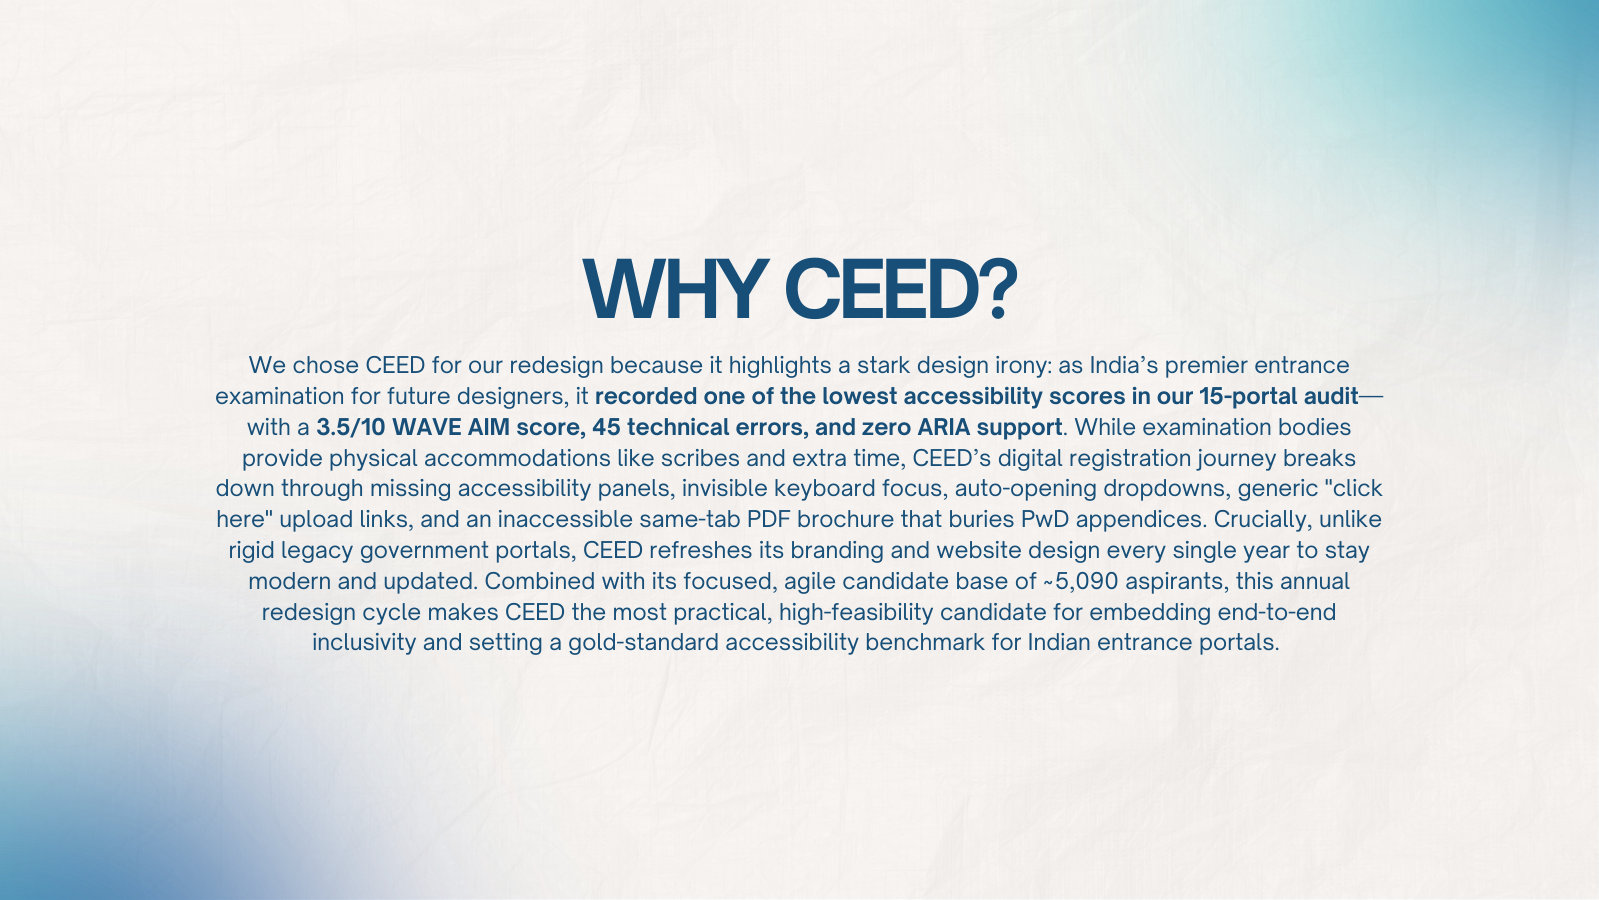 WHY CEED?
We chose CEED for our redesign because it highlights a stark design irony: as India’s premier entrance
examination for future designers, it recorded one of the lowest accessibility scores in our 15-portal audit—
with a 3.5/10 WAVE AIM score, 45 technical errors, and zero ARIA support. While examination bodies
provide physical accommodations like scribes and extra time, CEED’s digital registration journey breaks
down through missing accessibility panels, invisible keyboard focus, auto-opening dropdowns, generic "click
here" upload links, and an inaccessible same-tab PDF brochure that buries PwD appendices. Crucially, unlike
rigid legacy government portals, CEED refreshes its branding and website design every single year to stay
modern and updated. Combined with its focused, agile candidate base of ~5,090 aspirants, this annual
redesign cycle makes CEED the most practical, high-feasibility candidate for embedding end-to-end
inclusivity and setting a gold-standard accessibility benchmark for Indian entrance portals.